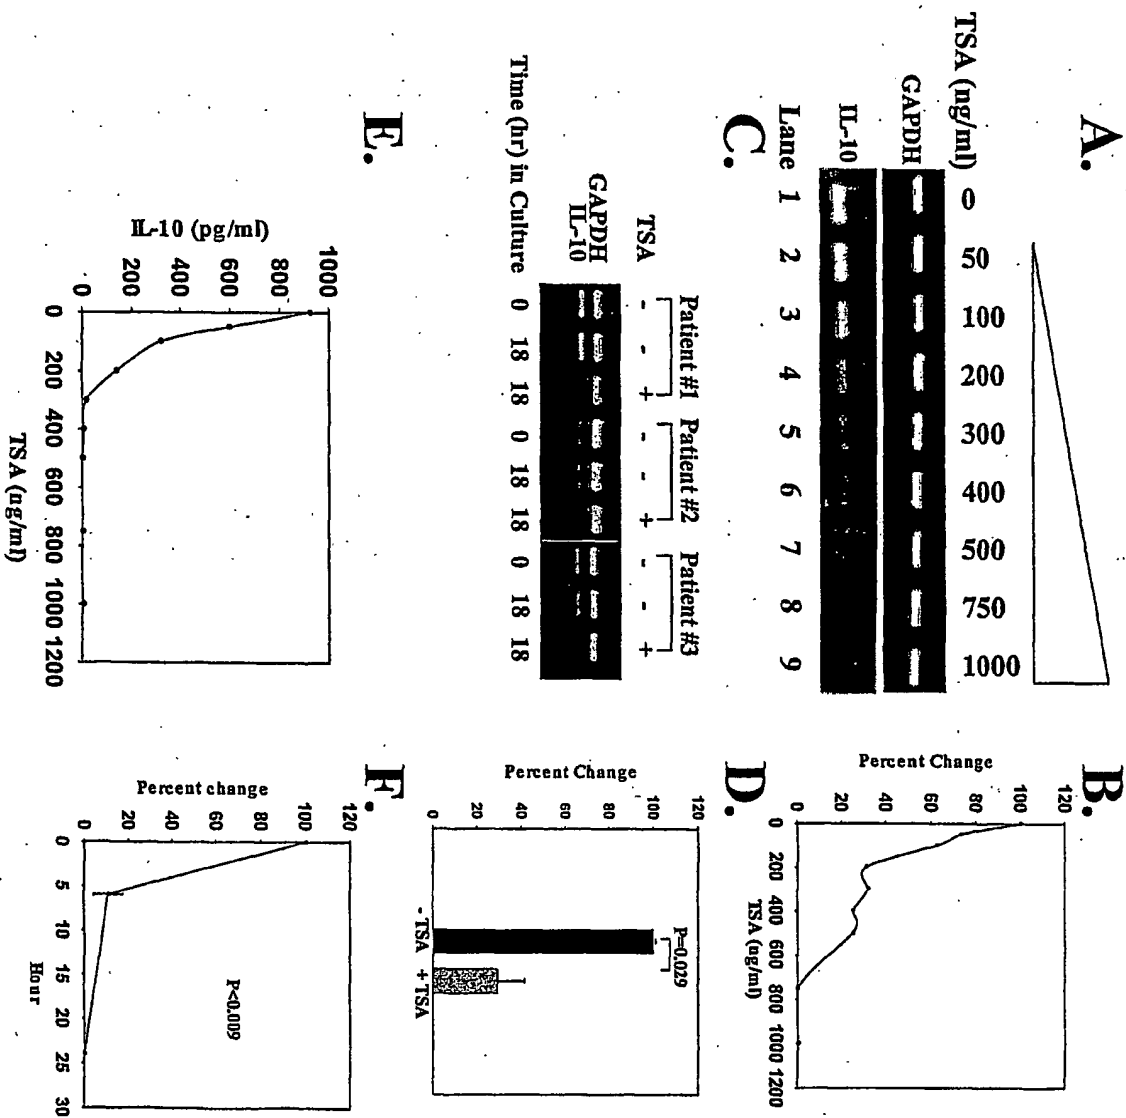 A.
TSA (ng/ml) 0 50 100 200 300 400 500 750 1000
GAPDH
IL-10
Lane 1 2 3 4 5 6 7 8 9
B.
Percent Change
120
100
80
60
40
20
0
0 200 400 600 800 1000 1200
TSA (ng/ml)
C.
Patient #1 Patient #2 Patient #3
TSA - - + - - + - - +
GAPDH
IL-10
Time (hr) in Culture 0 18 18 0 18 18 0 18 18
D.
Percent Change
120
100
80
60
40
20
0
P=0.029
- TSA + TSA
E.
IL-10 (pg/ml)
1000
800
600
400
200
0
0 200 400 600 800 1000 1200
TSA (ng/ml)
F.
Percent change
120
100
80
60
40
20
0
P<0.009
0 5 10 15 20 25 30
Hour